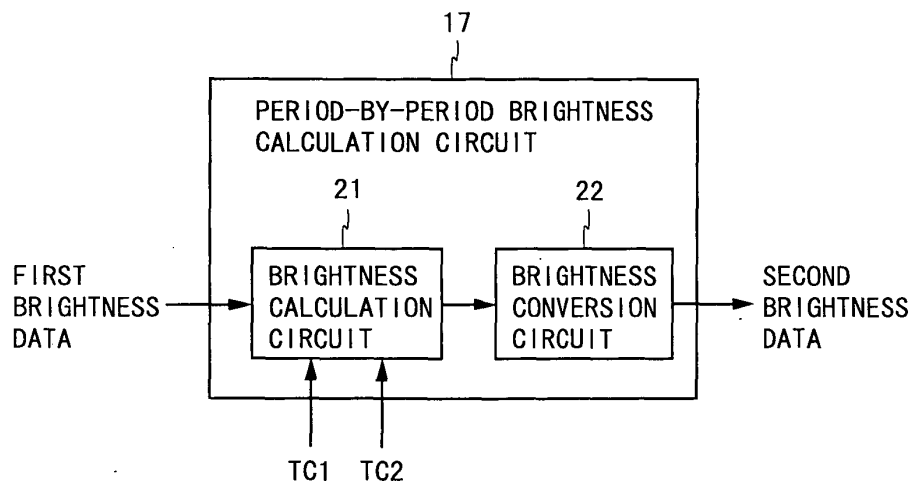 17
PERIOD-BY-PERIOD BRIGHTNESS
CALCULATION CIRCUIT
21
22
FIRST
BRIGHTNESS
DATA
BRIGHTNESS
CALCULATION
CIRCUIT
BRIGHTNESS
CONVERSION
CIRCUIT
SECOND
BRIGHTNESS
DATA
TC1
TC2